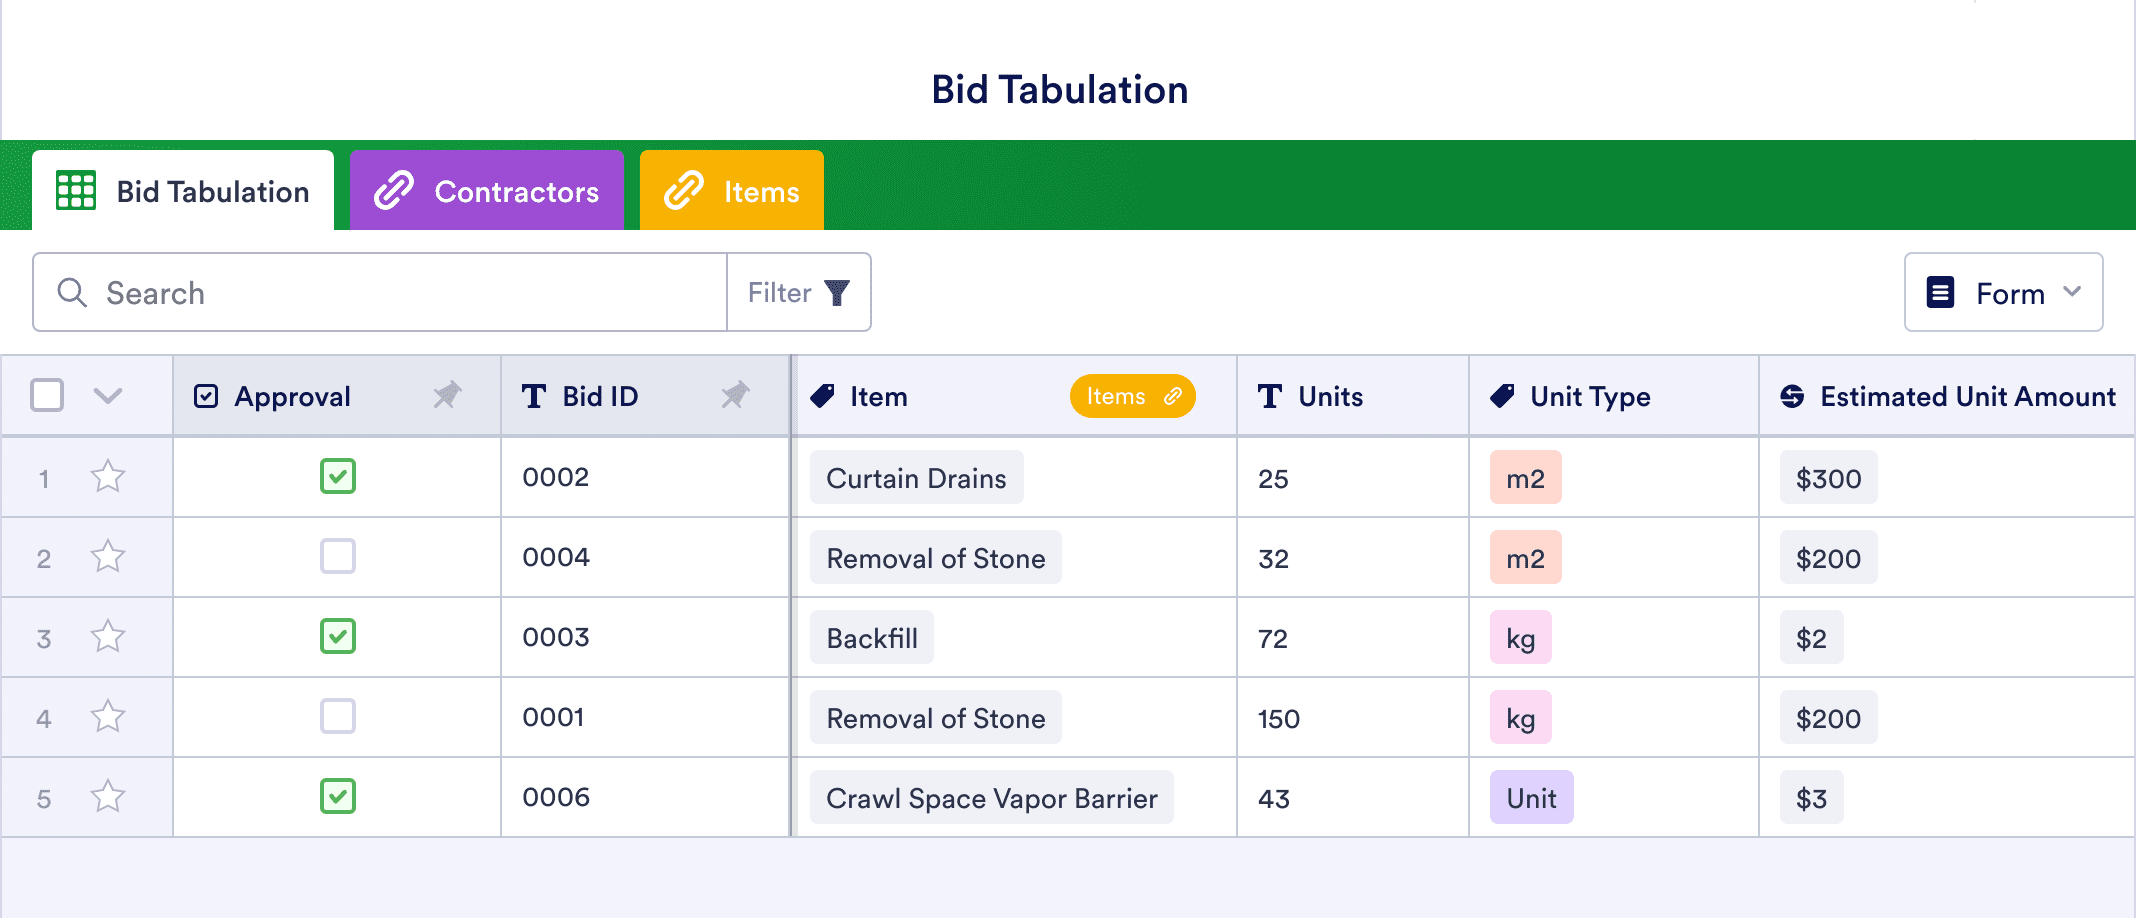 Bid Tabulation
Bid Tabulation Contractors Items
Search Filter Form
Approval Bid ID Item Items Units Unit Type Estimated Unit Amount
1 0002 Curtain Drains 25 m2 $300
2 0004 Removal of Stone 32 m2 $200
3 0003 Backfill 72 kg $2
4 0001 Removal of Stone 150 kg $200
5 0006 Crawl Space Vapor Barrier 43 Unit $3